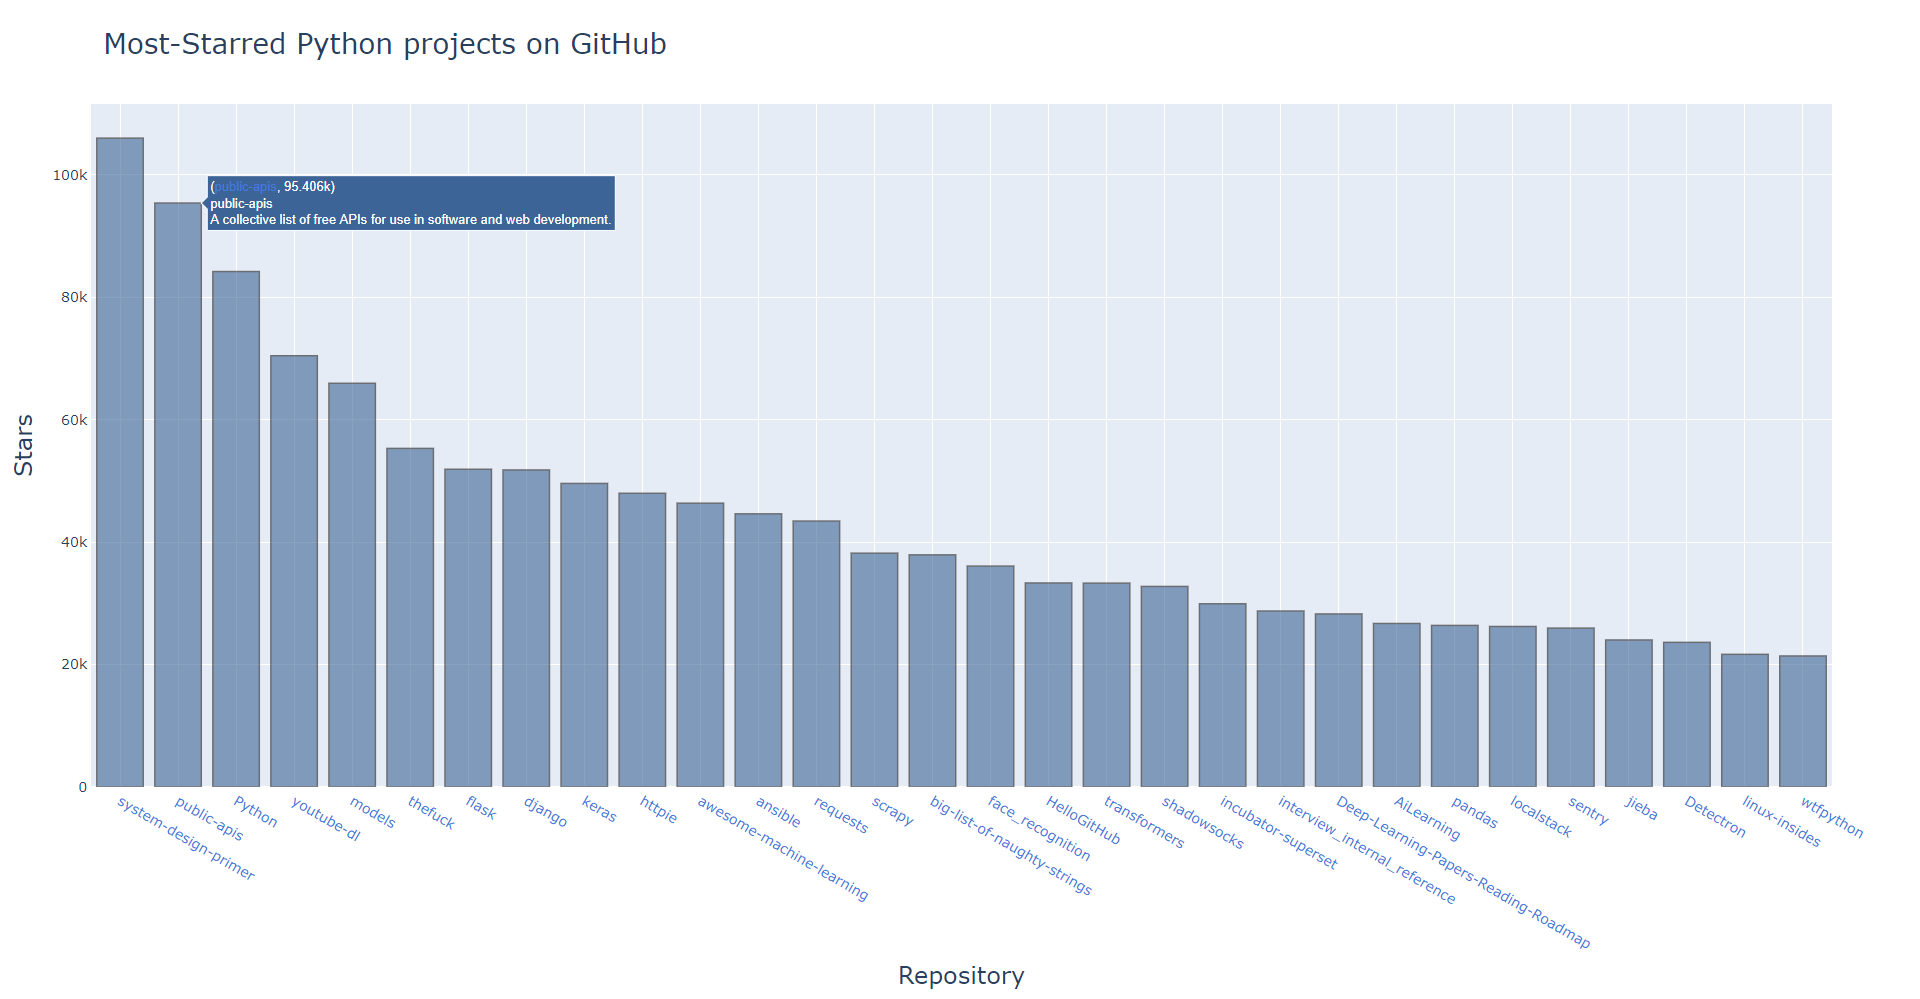 Most-Starred Python projects on GitHub
100k
80k
60k
40k
20k
0
Stars
(public-apis, 95.406k)
public-apis
A collective list of free APIs for use in software and web development.
system-design-primer
public-apis
Python
youtube-dl
models
thefuck
flask
django
keras
httpie
awesome-machine-learning
ansible
requests
scrapy
big-list-of-naughty-strings
face_recognition
HelloGitHub
transformers
shadowsocks
incubator-superset
interview_internal_reference
Deep-Learning-Papers-Reading-Roadmap
AiLearning
pandas
localstack
sentry
jieba
Detectron
linux-insides
wtfpython
Repository